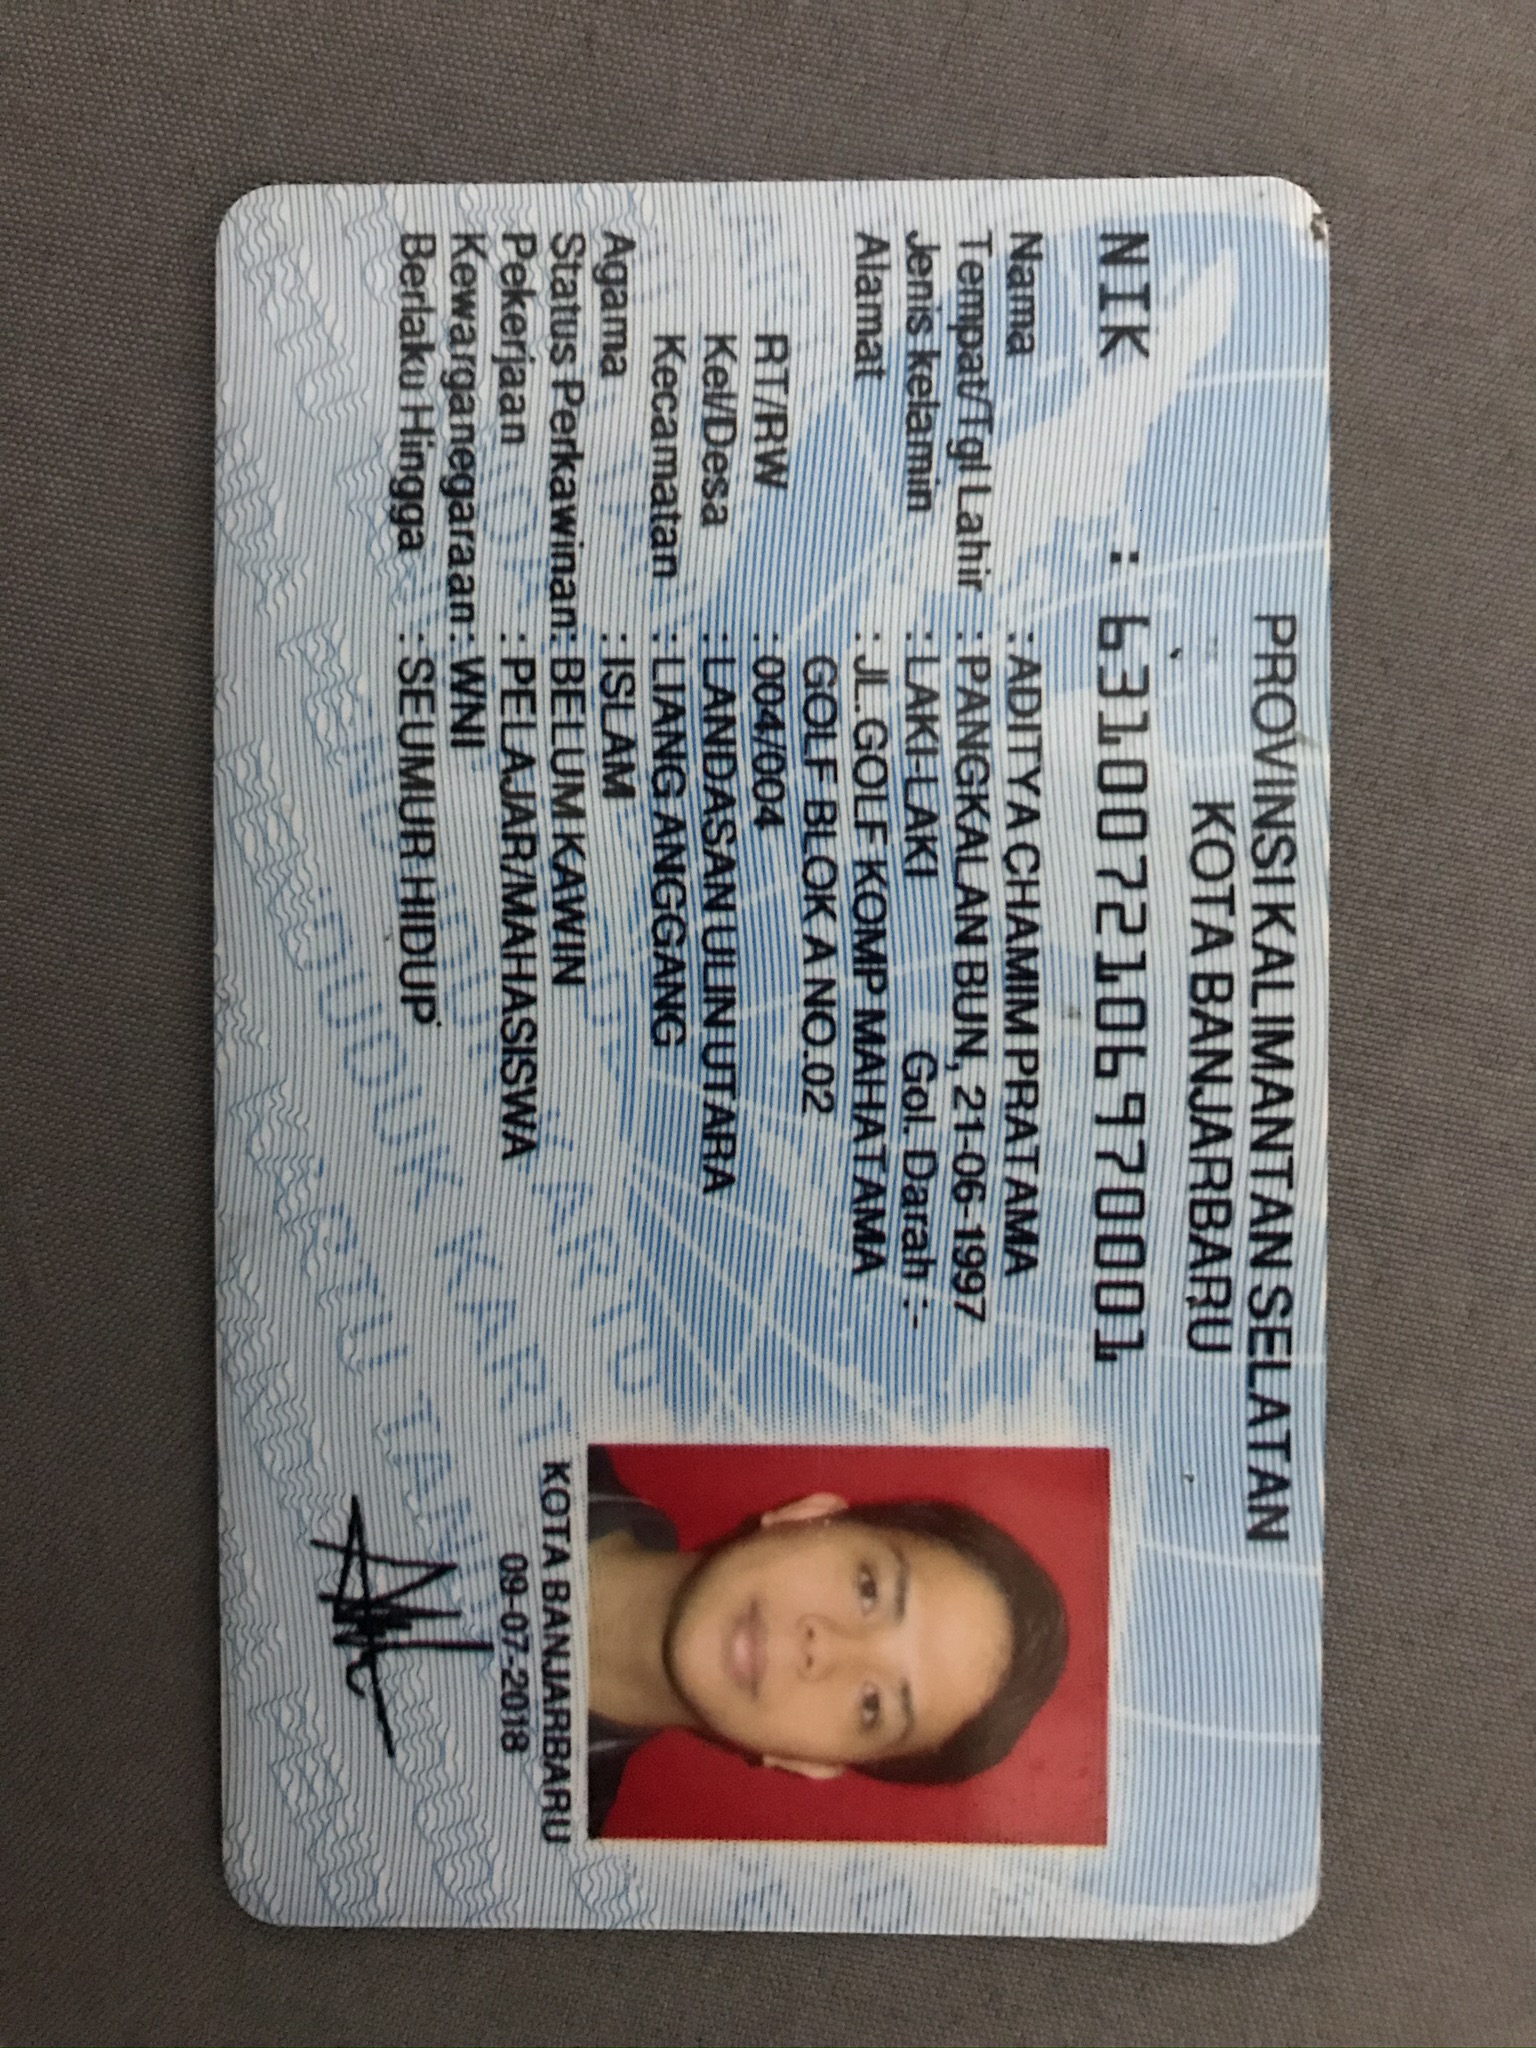 PROVINSI KALIMANTAN SELATAN
KOTA BANJARBARU
NIK : 6310072106970001
Nama : ADITYA CHAMIM PRATAMA
Tempat/Tgl Lahir : PANGKALAN BUN, 21-06-1997
Jenis kelamin : LAKI-LAKI Gol. Darah :-
Alamat : JL.GOLF KOMP MAHATAMA
GOLF BLOK A NO.02
RT/RW : 004/004
Kel/Desa : LANDASAN ULIN UTARA
Kecamatan : LIANG ANGGANG
Agama : ISLAM
Status Perkawinan: BELUM KAWIN
Pekerjaan : PELAJAR/MAHASISWA
Kewarganegaraan: WNI
Berlaku Hingga : SEUMUR HIDUP
KOTA BANJARBARU
09-07-2018